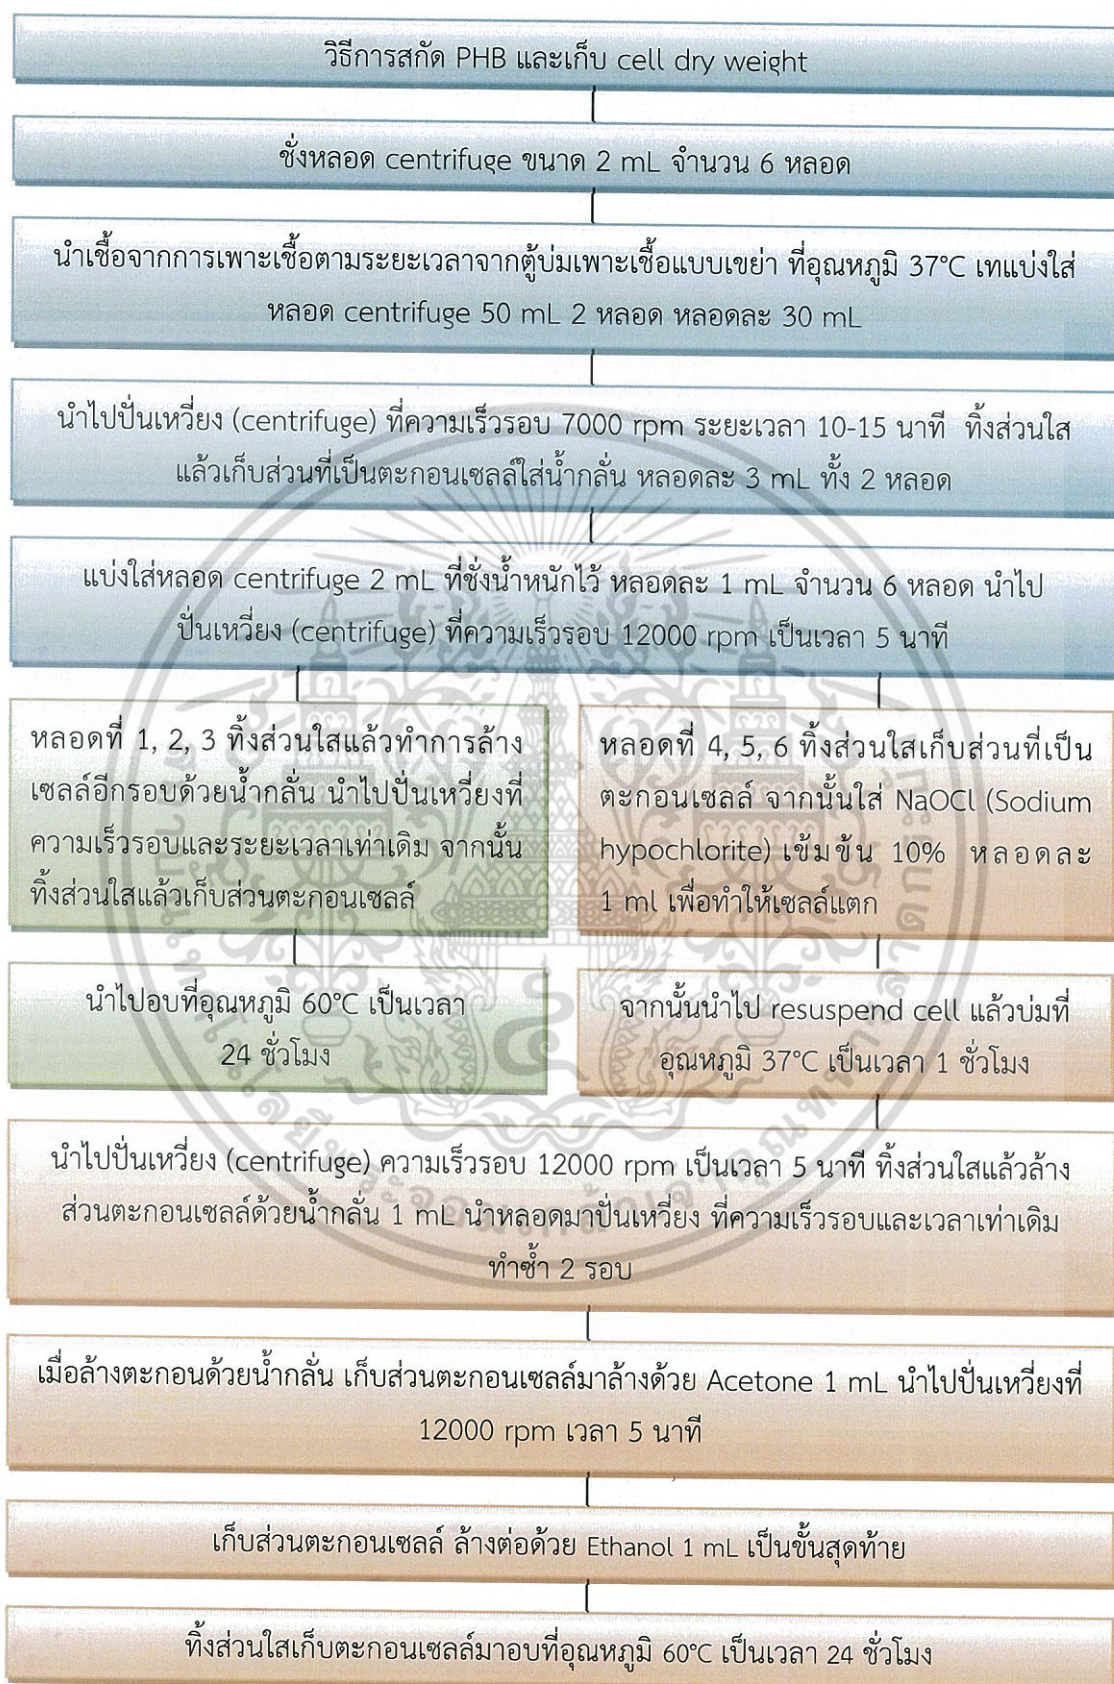 วิธีการสกัด PHB และเก็บ cell dry weight
ชั่งหลอด centrifuge ขนาด 2 mL จำนวน 6 หลอด
นำเชื้อจากการเพาะเชื้อตามระยะเวลาจากตู้บ่มเพาะเชื้อแบบเขย่า ที่อุณหภูมิ 37°C เทแบ่งใส่
หลอด centrifuge 50 mL 2 หลอด หลอดละ 30 mL
นำไปปั่นเหวี่ยง (centrifuge) ที่ความเร็วรอบ 7000 rpm ระยะเวลา 10-15 นาที ทิ้งส่วนใส
แล้วเก็บส่วนที่เป็นตะกอนเซลล์ใส่น้ำกลั่น หลอดละ 3 mL ทั้ง 2 หลอด
แบ่งใส่หลอด centrifuge 2 mL ที่ชั่งน้ำหนักไว้ หลอดละ 1 mL จำนวน 6 หลอด นำไป
ปั่นเหวี่ยง (centrifuge) ที่ความเร็วรอบ 12000 rpm เป็นเวลา 5 นาที
หลอดที่ 1, 2, 3 ทิ้งส่วนใสแล้วทำการล้าง
เซลล์อีกรอบด้วยน้ำกลั่น นำไปปั่นเหวี่ยงที่
ความเร็วรอบและระยะเวลาเท่าเดิม จากนั้น
ทิ้งส่วนใสแล้วเก็บส่วนตะกอนเซลล์
นำไปอบที่อุณหภูมิ 60°C เป็นเวลา
24 ชั่วโมง
หลอดที่ 4, 5, 6 ทิ้งส่วนใสเก็บส่วนที่เป็น
ตะกอนเซลล์ จากนั้นใส่ NaOCl (Sodium
hypochlorite) เข้มข้น 10% หลอดละ
1 ml เพื่อทำให้เซลล์แตก
จากนั้นนำไป resuspend cell แล้วบ่มที่
อุณหภูมิ 37°C เป็นเวลา 1 ชั่วโมง
นำไปปั่นเหวี่ยง (centrifuge) ความเร็วรอบ 12000 rpm เป็นเวลา 5 นาที ทิ้งส่วนใสแล้วล้าง
ส่วนตะกอนเซลล์ด้วยน้ำกลั่น 1 mL นำหลอดมาปั่นเหวี่ยง ที่ความเร็วรอบและเวลาเท่าเดิม
ทำซ้ำ 2 รอบ
เมื่อล้างตะกอนด้วยน้ำกลั่น เก็บส่วนตะกอนเซลล์มาล้างด้วย Acetone 1 mL นำไปปั่นเหวี่ยงที่
12000 rpm เวลา 5 นาที
เก็บส่วนตะกอนเซลล์ ล้างต่อด้วย Ethanol 1 mL เป็นขั้นสุดท้าย
ทิ้งส่วนใสเก็บตะกอนเซลล์มาอบที่อุณหภูมิ 60°C เป็นเวลา 24 ชั่วโมง